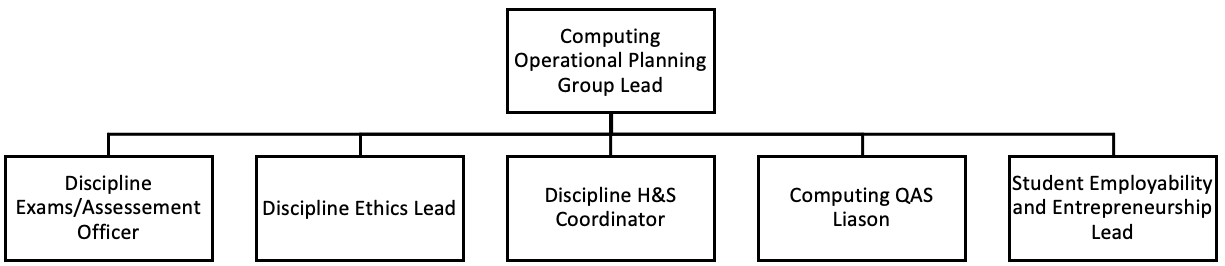 Computing
Operational Planning
Group Lead
Discipline
Exams/Assessement
Officer
Discipline Ethics Lead
Discipline H&S
Coordinator
Computing QAS
Liason
Student Employability
and Entrepreneurship
Lead